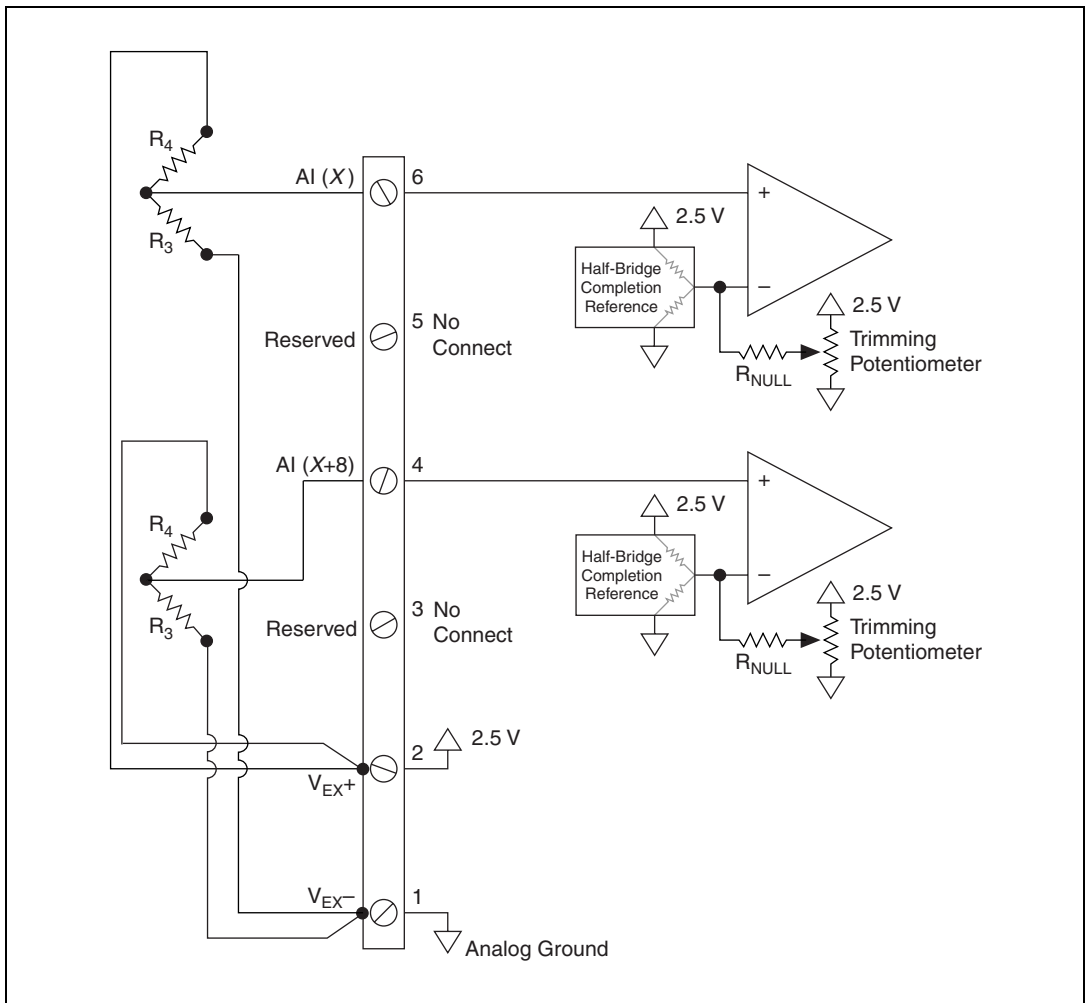 R4
R3
AI (X)
6
2.5 V
+
Half-Bridge
Completion
Reference
–
2.5 V
Trimming
Potentiometer
RNULL
Reserved
5 No
Connect
AI (X+8)
4
2.5 V
+
R4
R3
Half-Bridge
Completion
Reference
–
2.5 V
Trimming
Potentiometer
RNULL
Reserved
3 No
Connect
2
2.5 V
VEX+
VEX–
1
Analog Ground